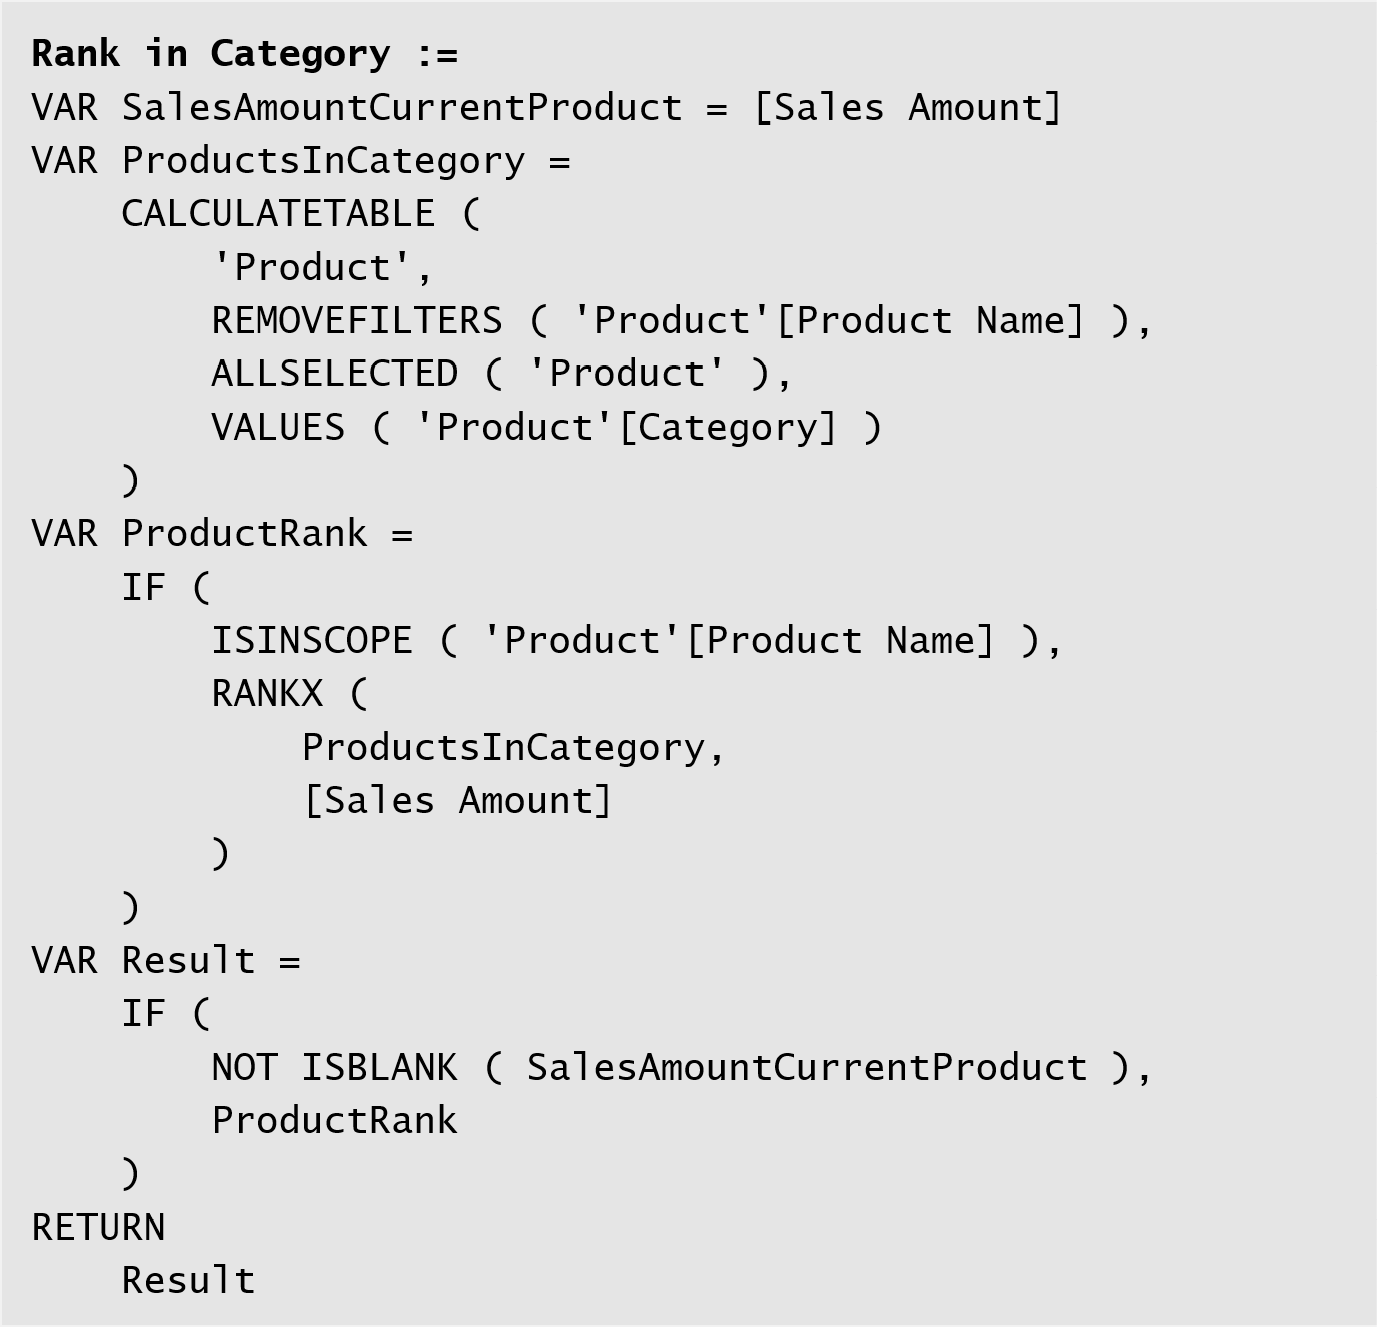 Rank in Category :=
VAR SalesAmountCurrentProduct = [Sales Amount]
VAR ProductsInCategory =
    CALCULATETABLE (
        'Product',
        REMOVEFILTERS ( 'Product'[Product Name] ),
        ALLSELECTED ( 'Product' ),
        VALUES ( 'Product'[Category] )
    )
VAR ProductRank =
    IF (
        ISINSCOPE ( 'Product'[Product Name] ),
        RANKX (
            ProductsInCategory,
            [Sales Amount]
        )
    )
VAR Result =
    IF (
        NOT ISBLANK ( SalesAmountCurrentProduct ),
        ProductRank
    )
RETURN
    Result